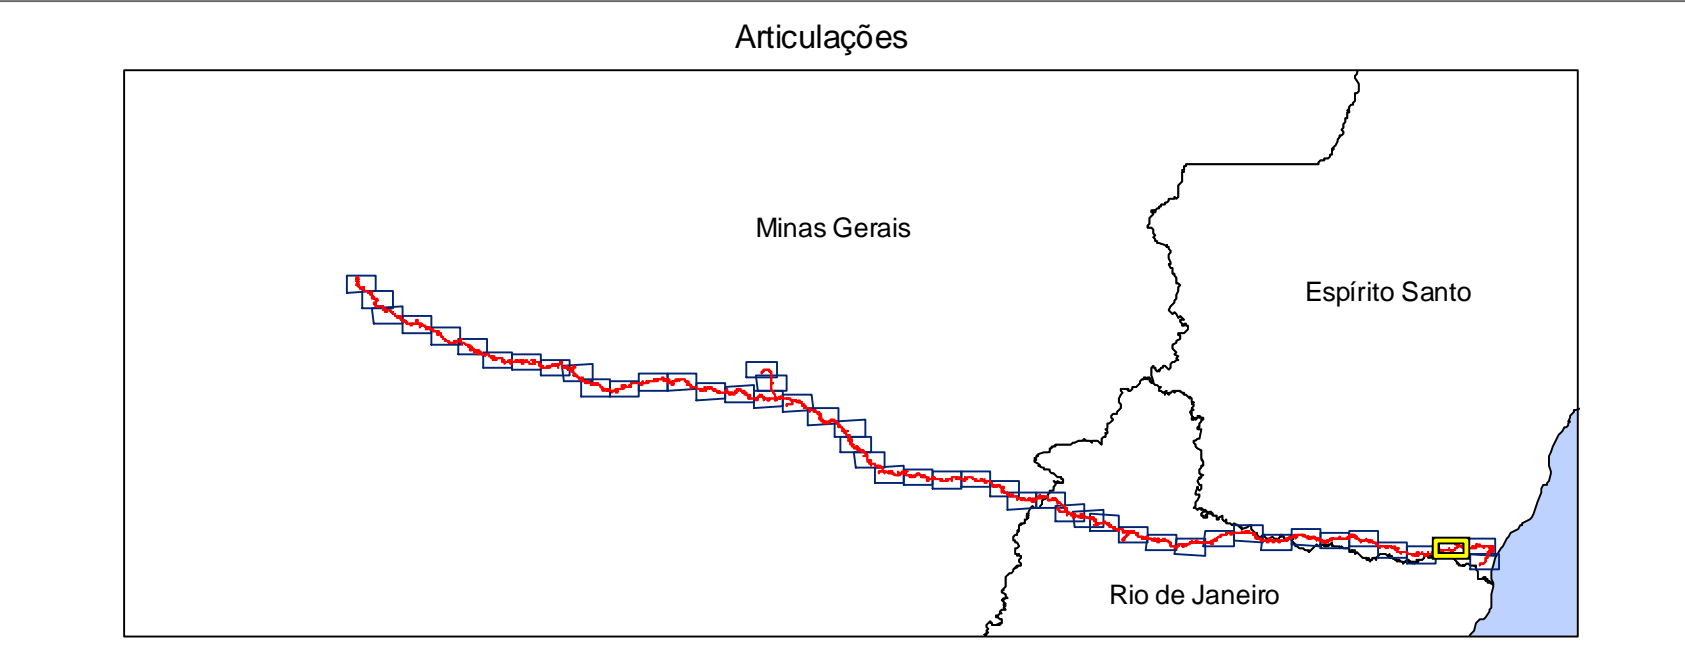 Articulações
Minas Gerais
Espírito Santo
Rio de Janeiro